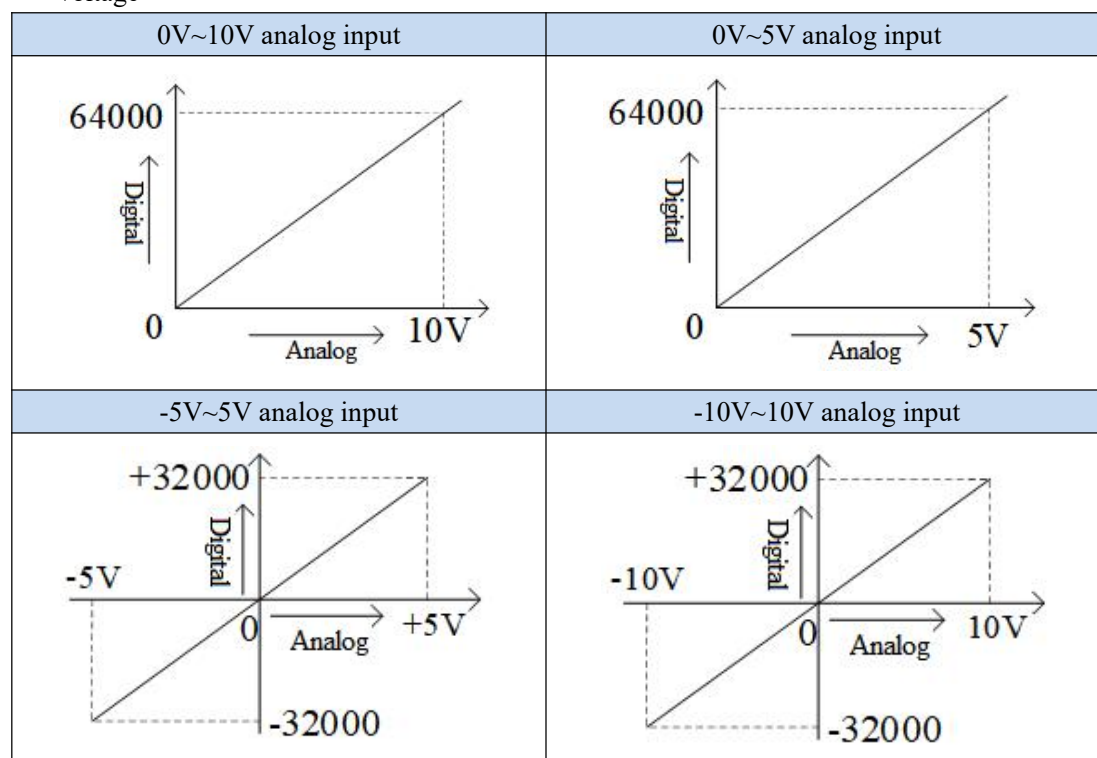 0V~10V analog input
0V~5V analog input
64000
Digital
0
Analog
10V
64000
Digital
0
Analog
5V
-5V~5V analog input
-10V~10V analog input
+32000
Digital
-5V
0
Analog
+5V
-32000
+32000
Digital
-10V
0
Analog
10V
-32000